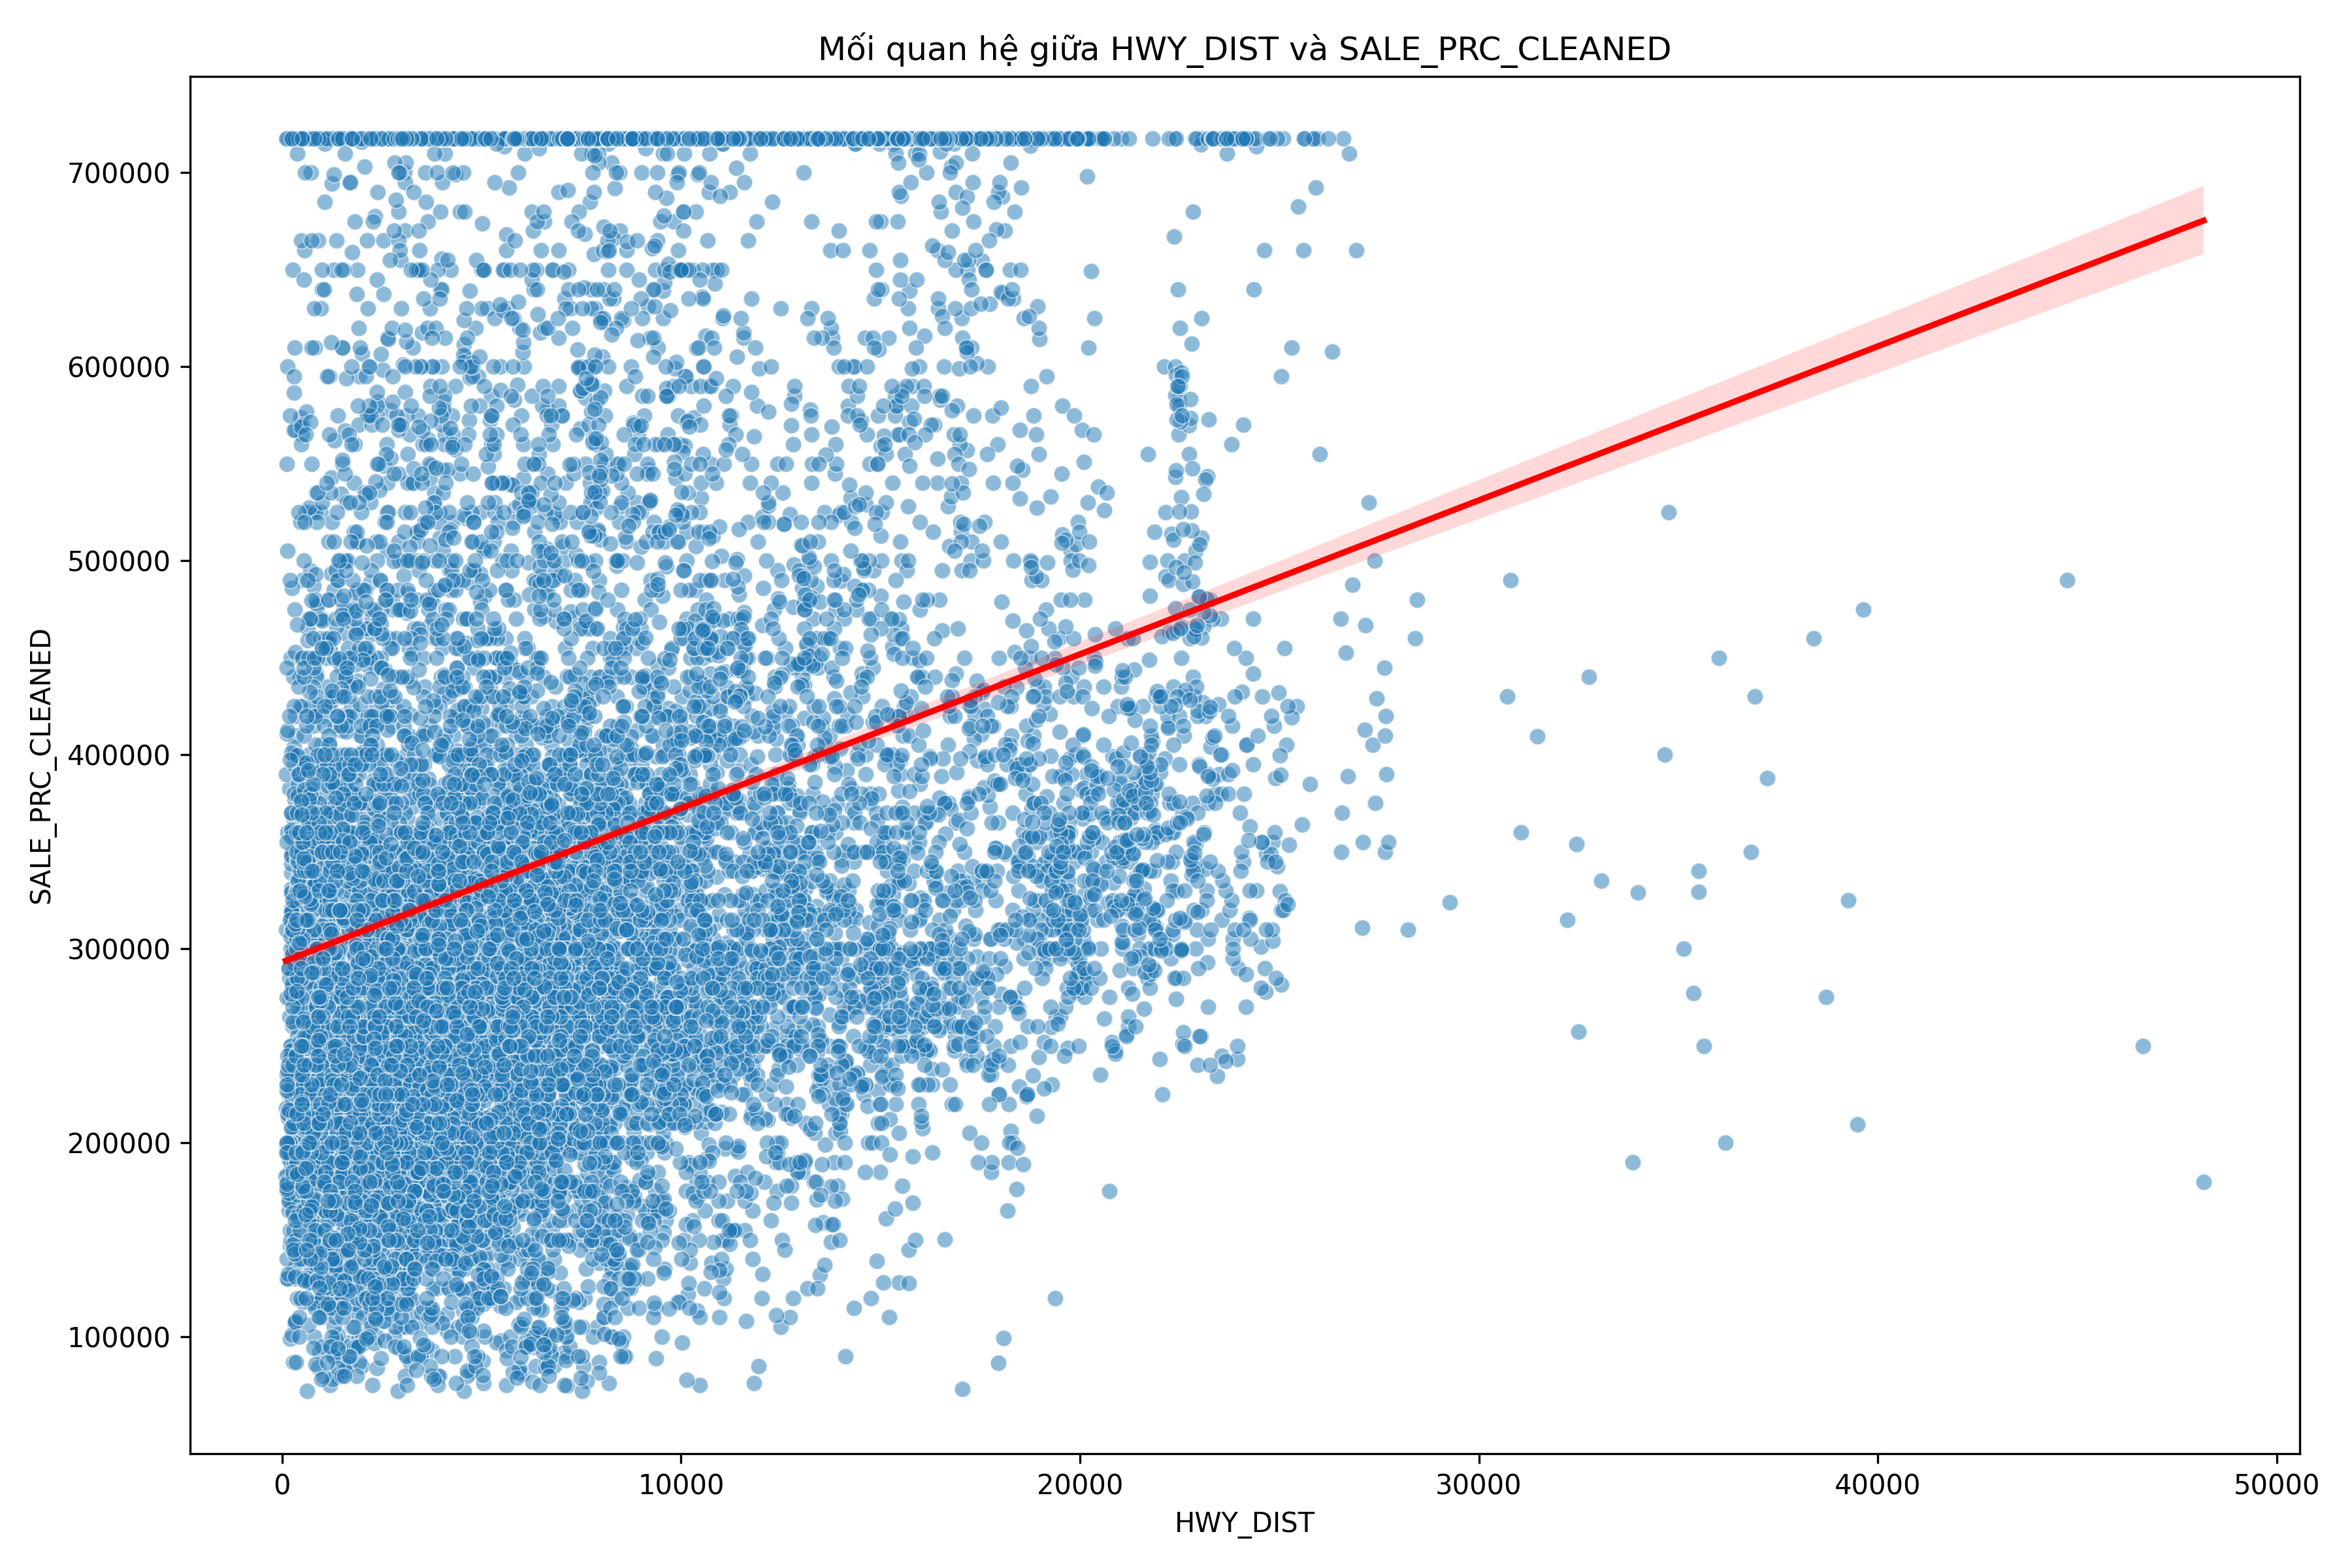 Mối quan hệ giữa HWY_DIST và SALE_PRC_CLEANED
SALE_PRC_CLEANED
700000
600000
500000
400000
300000
200000
100000
0 10000 20000 30000 40000 50000
HWY_DIST